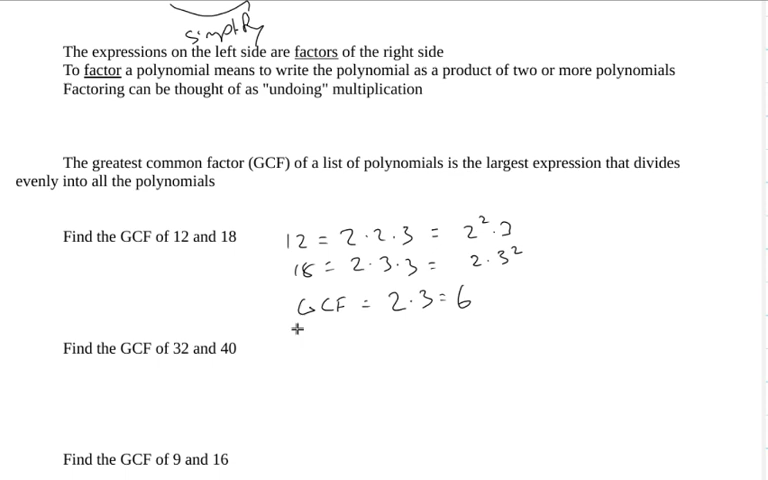 simplify
The expressions on the left side are factors of the right side
To factor a polynomial means to write the polynomial as a product of two or more polynomials
Factoring can be thought of as "undoing" multiplication
The greatest common factor (GCF) of a list of polynomials is the largest expression that divides
evenly into all the polynomials
Find the GCF of 12 and 18
12 = 2 · 2 · 3 = 2² · 3
18 = 2 · 3 · 3 = 2 · 3²
GCF = 2 · 3 = 6
Find the GCF of 32 and 40
Find the GCF of 9 and 16